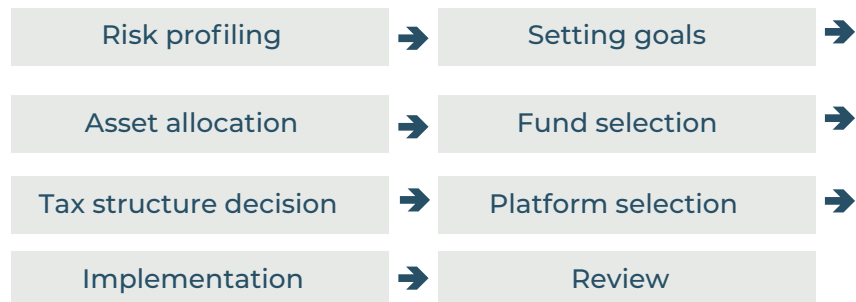 Risk profiling
Setting goals
Asset allocation
Fund selection
Tax structure decision
Platform selection
Implementation
Review